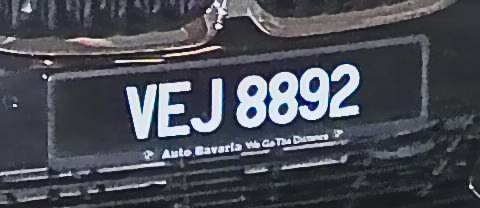 VEJ 8892
Auto Bavaria We Go The Distance